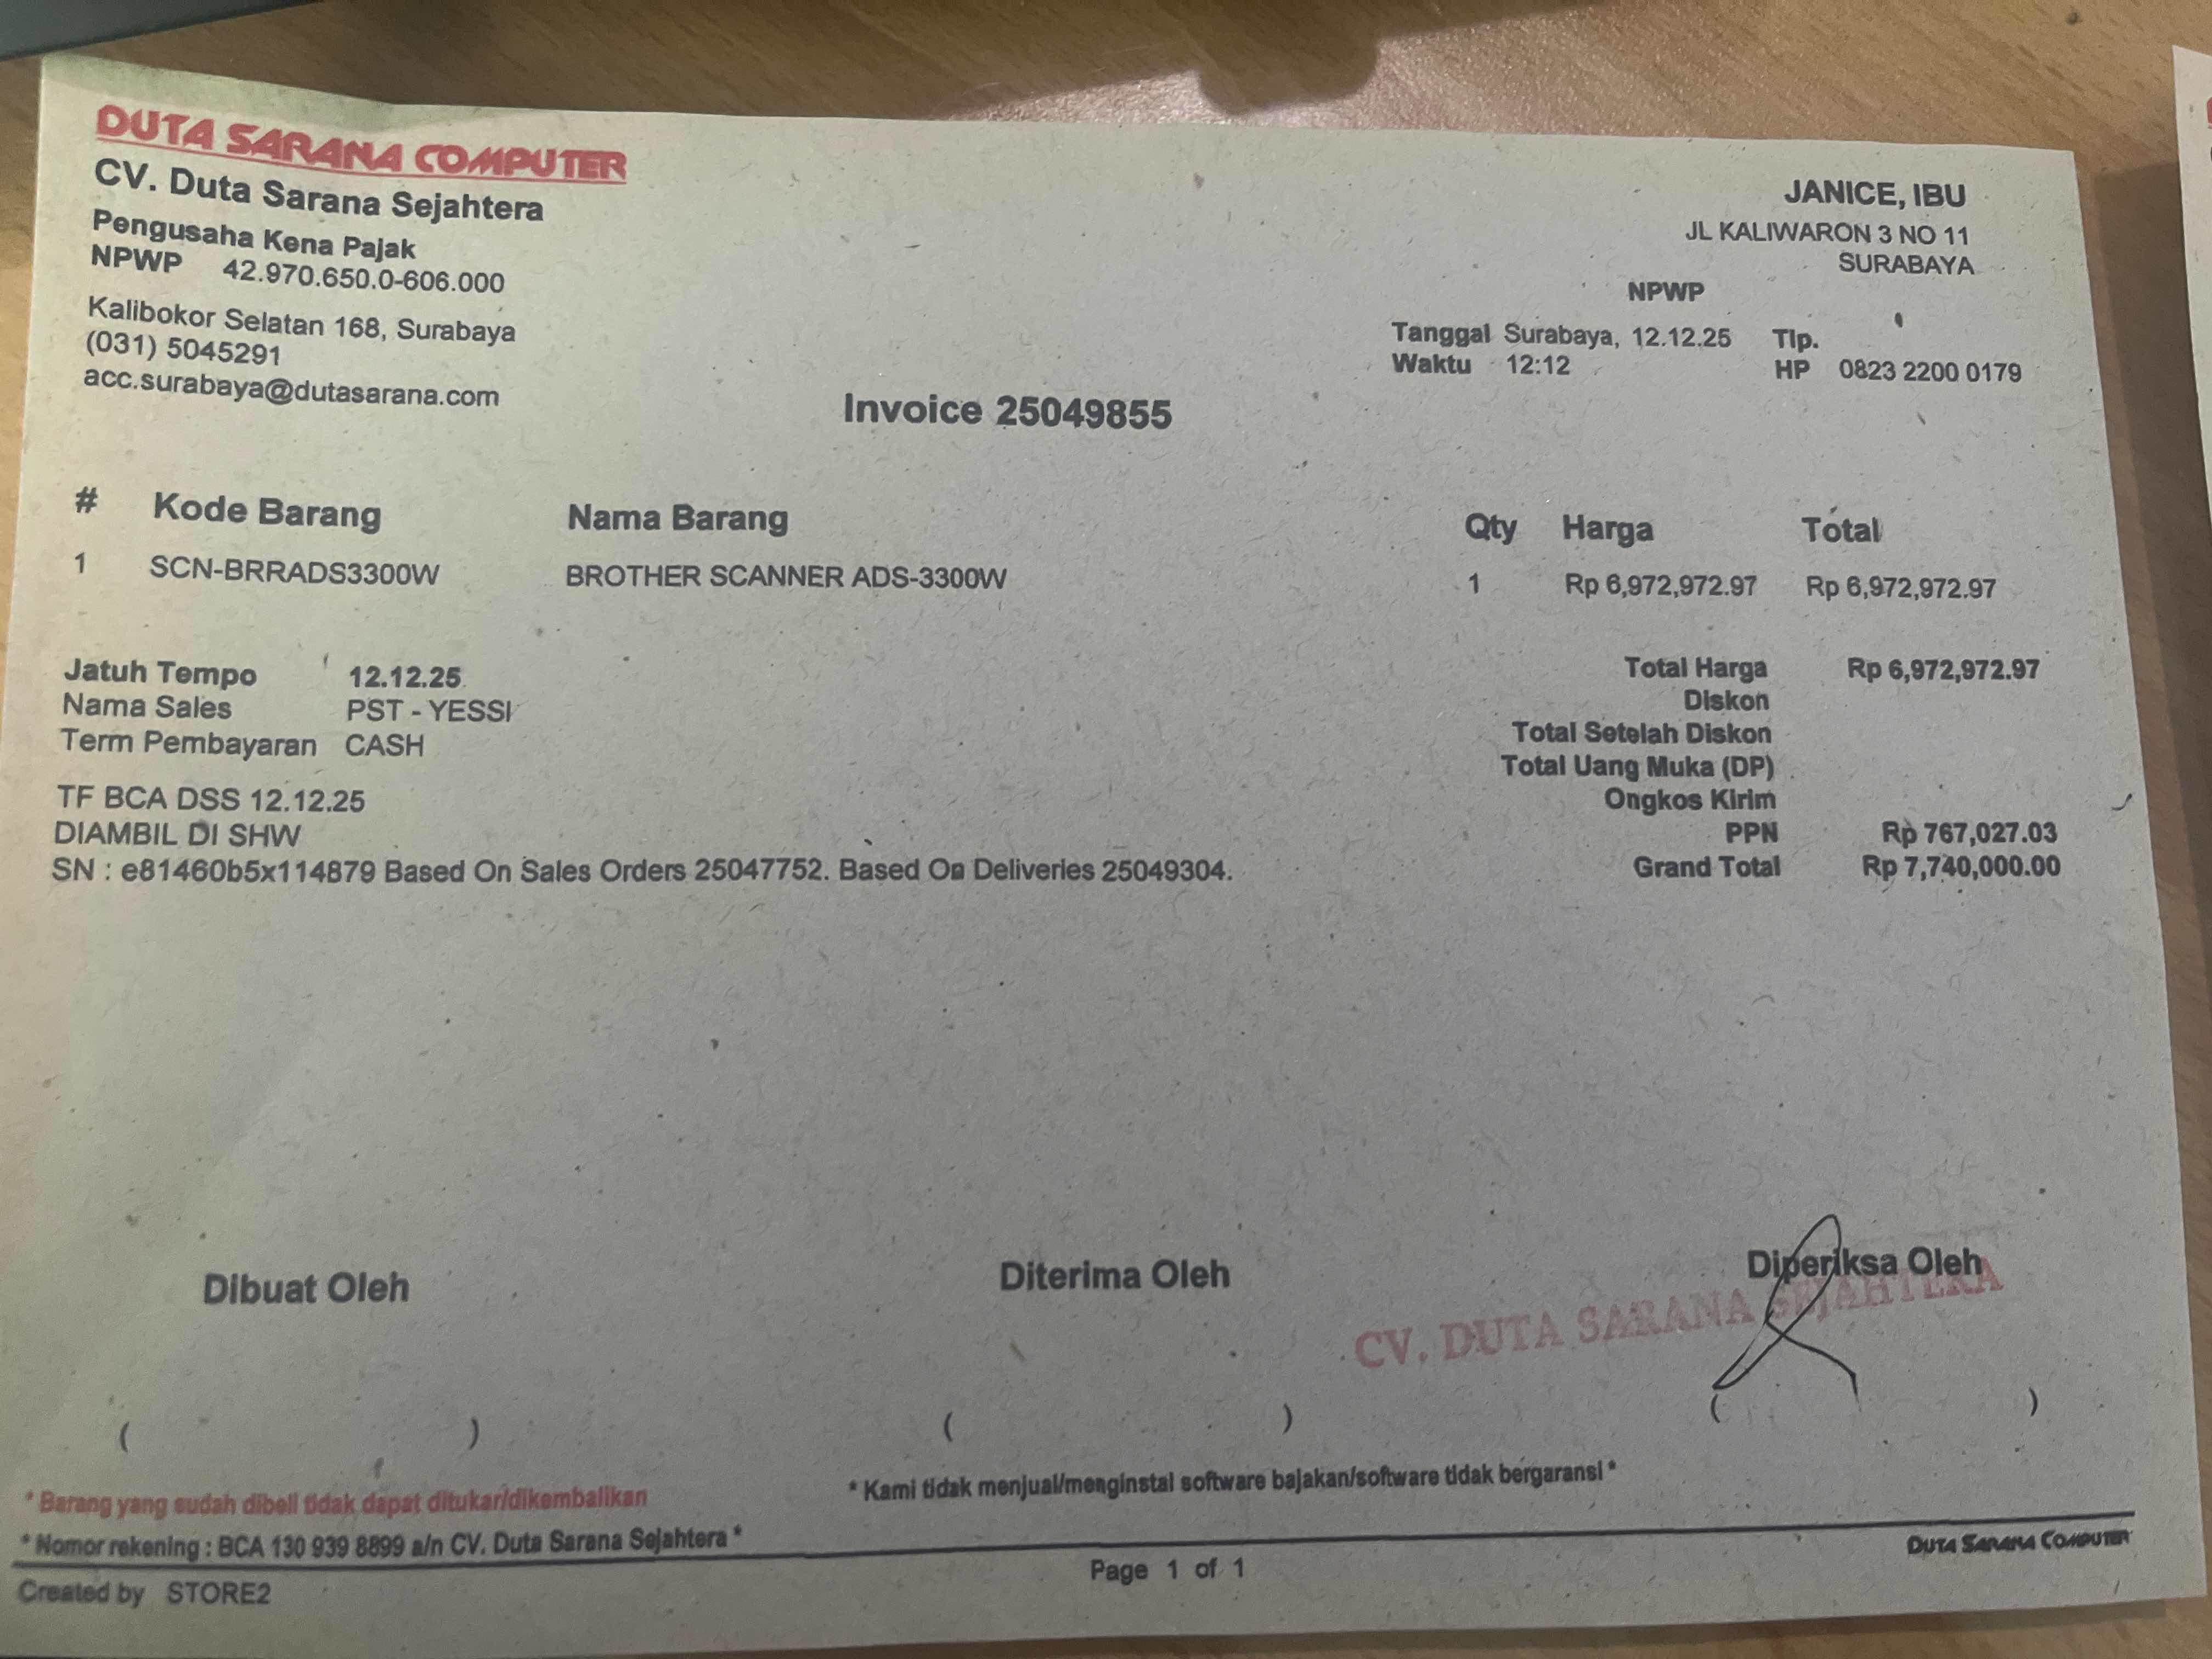 DUTA SARANA COMPUTER
CV. Duta Sarana Sejahtera
Pengusaha Kena Pajak
NPWP 42.970.650.0-606.000
Kalibokor Selatan 168, Surabaya
(031) 5045291
acc.surabaya@dutasarana.com
JANICE, IBU
JL KALIWARON 3 NO 11
SURABAYA
NPWP
Tanggal Surabaya, 12.12.25 Tlp.
Waktu 12:12 HP 0823 2200 0179
Invoice 25049855
# Kode Barang Nama Barang Qty Harga Total
1 SCN-BRRADS3300W BROTHER SCANNER ADS-3300W 1 Rp 6,972,972.97 Rp 6,972,972.97
Jatuh Tempo 12.12.25
Nama Sales PST - YESSI
Term Pembayaran CASH
TF BCA DSS 12.12.25
DIAMBIL DI SHW
SN : e81460b5x114879 Based On Sales Orders 25047752. Based On Deliveries 25049304.
Total Harga Rp 6,972,972.97
Diskon
Total Setelah Diskon
Total Uang Muka (DP)
Ongkos Kirim
PPN Rp 767,027.03
Grand Total Rp 7,740,000.00
Dibuat Oleh Diterima Oleh Diperiksa Oleh
CV. DUTA SARANA SEJAHTERA
( ) ( ) ( )
* Barang yang sudah dibeli tidak dapat ditukar/dikembalikan
* Kami tidak menjual/menginstal software bajakan/software tidak bergaransi *
* Nomor rekening : BCA 130 939 8899 a/n CV. Duta Sarana Sejahtera *
DUTA SARANA COMPUTER
Page 1 of 1
Created by STORE2